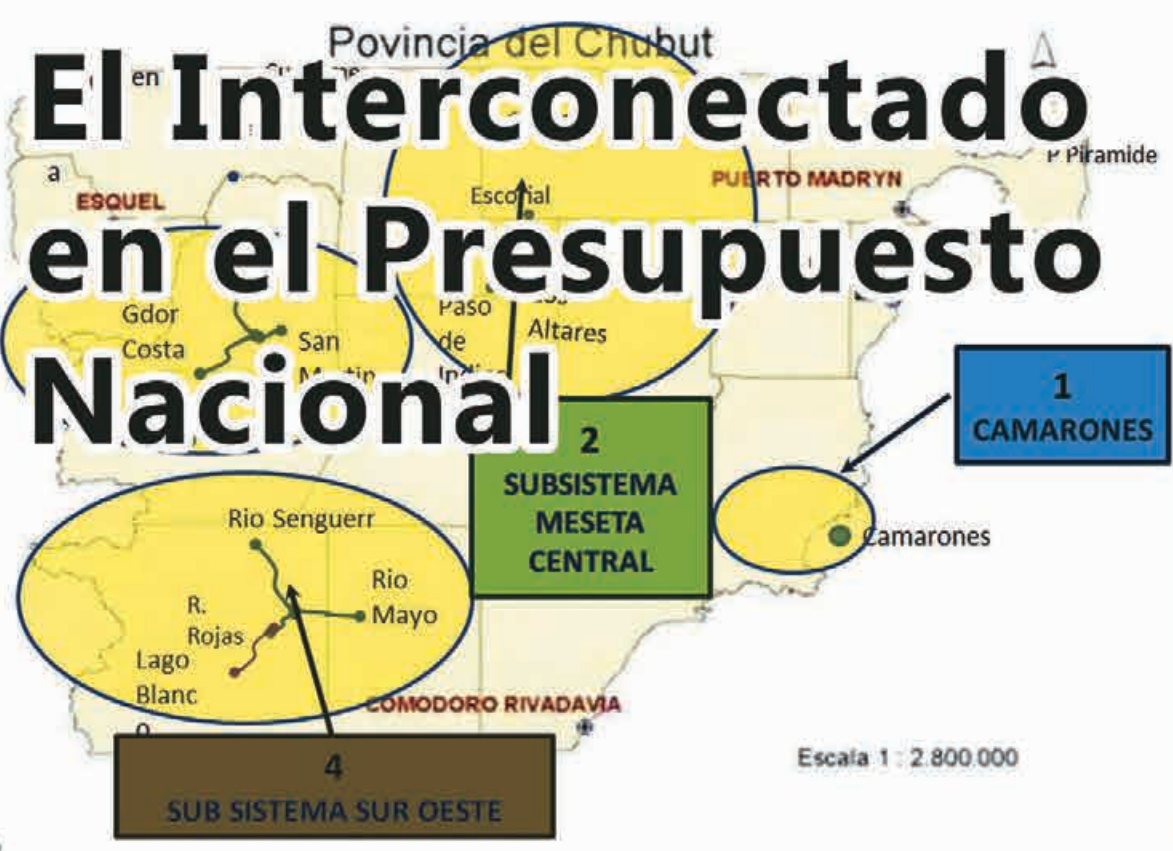 Povincia del Chubut
El Interconectado
en
P Piramide
a
ESQUEL
PUERTO MADRYN
Escorial
en el Presupuesto
Gdor
Costa
San
Martin
Paso
de
Altares
Nacional
1
CAMARONES
2
SUBSISTEMA
MESETA
CENTRAL
Camarones
Rio Senguerr
Rio
Mayo
R.
Rojas
Lago
Blanc
o
COMODORO RIVADAVIA
4
SUB SISTEMA SUR OESTE
Escala 1 : 2.800.000